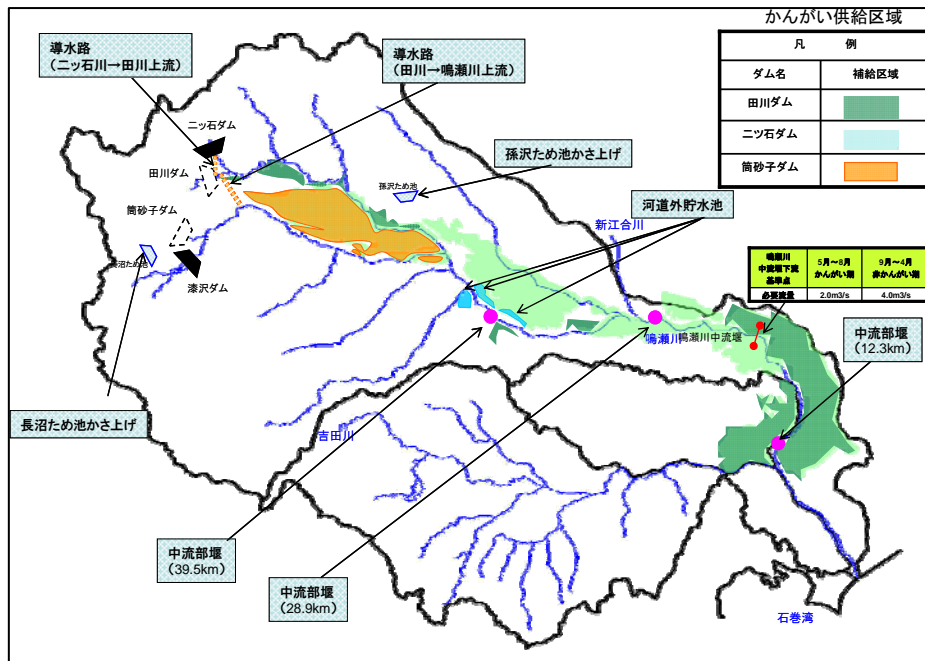 かんがい供給区域
凡 例
ダム名 補給区域
田川ダム
二ツ石ダム
筒砂子ダム
導水路
（二ッ石川→田川上流）
導水路
（田川→鳴瀬川上流）
二ッ石ダム
田川ダム
孫沢ため池かさ上げ
孫沢ため池
筒砂子ダム
河道外貯水池
新江合川
漆沢ダム
鳴瀬川
中流堰下流
基準点
5月～8月
かんがい期
9月～4月
非かんがい期
必要流量 2.0m3/s 4.0m3/s
鳴瀬川
鳴瀬川中流堰
中流部堰
（12.3km）
長沼ため池かさ上げ
吉田川
中流部堰
（39.5km）
中流部堰
（28.9km）
石巻湾